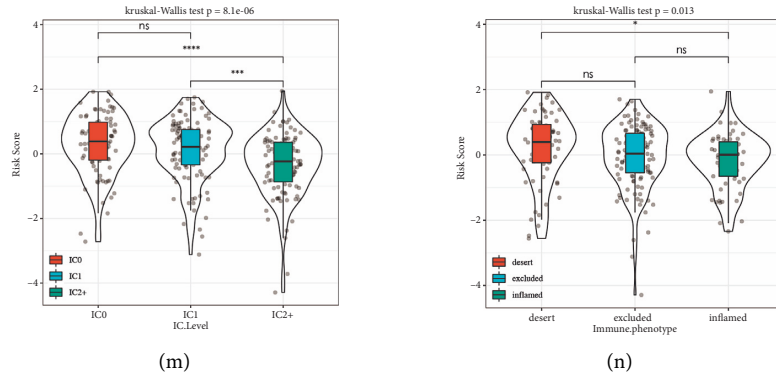 kruskal-Wallis test p = 8.1e-06
4
2
0
−2
−4
Risk Score
ns
****
***
IC0
IC1
IC2+
IC0
IC1
IC2+
IC.Level
(m)
kruskal-Wallis test p = 0.013
4
2
0
−2
−4
Risk Score
*
ns
ns
desert
excluded
inflamed
desert
excluded
inflamed
Immune.phenotype
(n)